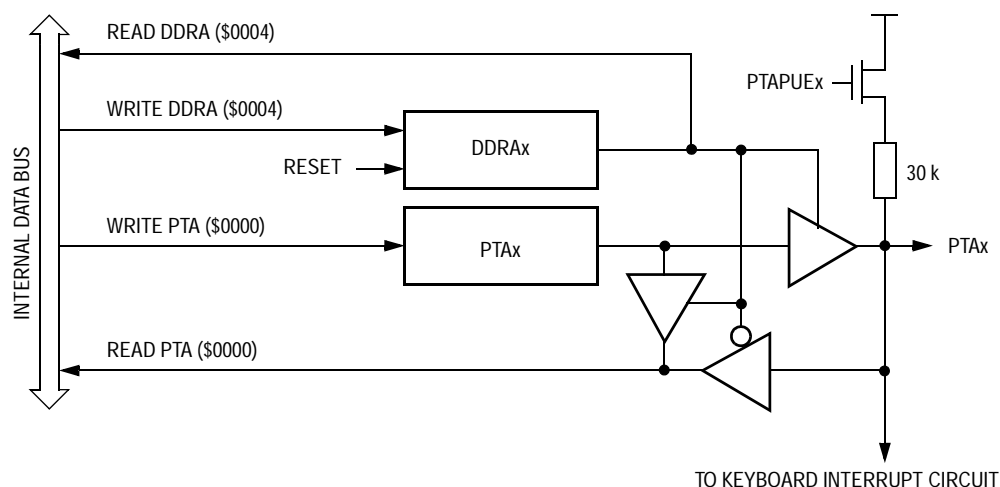 READ DDRA ($0004)
PTAPUEx
WRITE DDRA ($0004)
DDRAx
RESET
30 k
INTERNAL DATA BUS
WRITE PTA ($0000)
PTAx
PTAx
READ PTA ($0000)
TO KEYBOARD INTERRUPT CIRCUIT